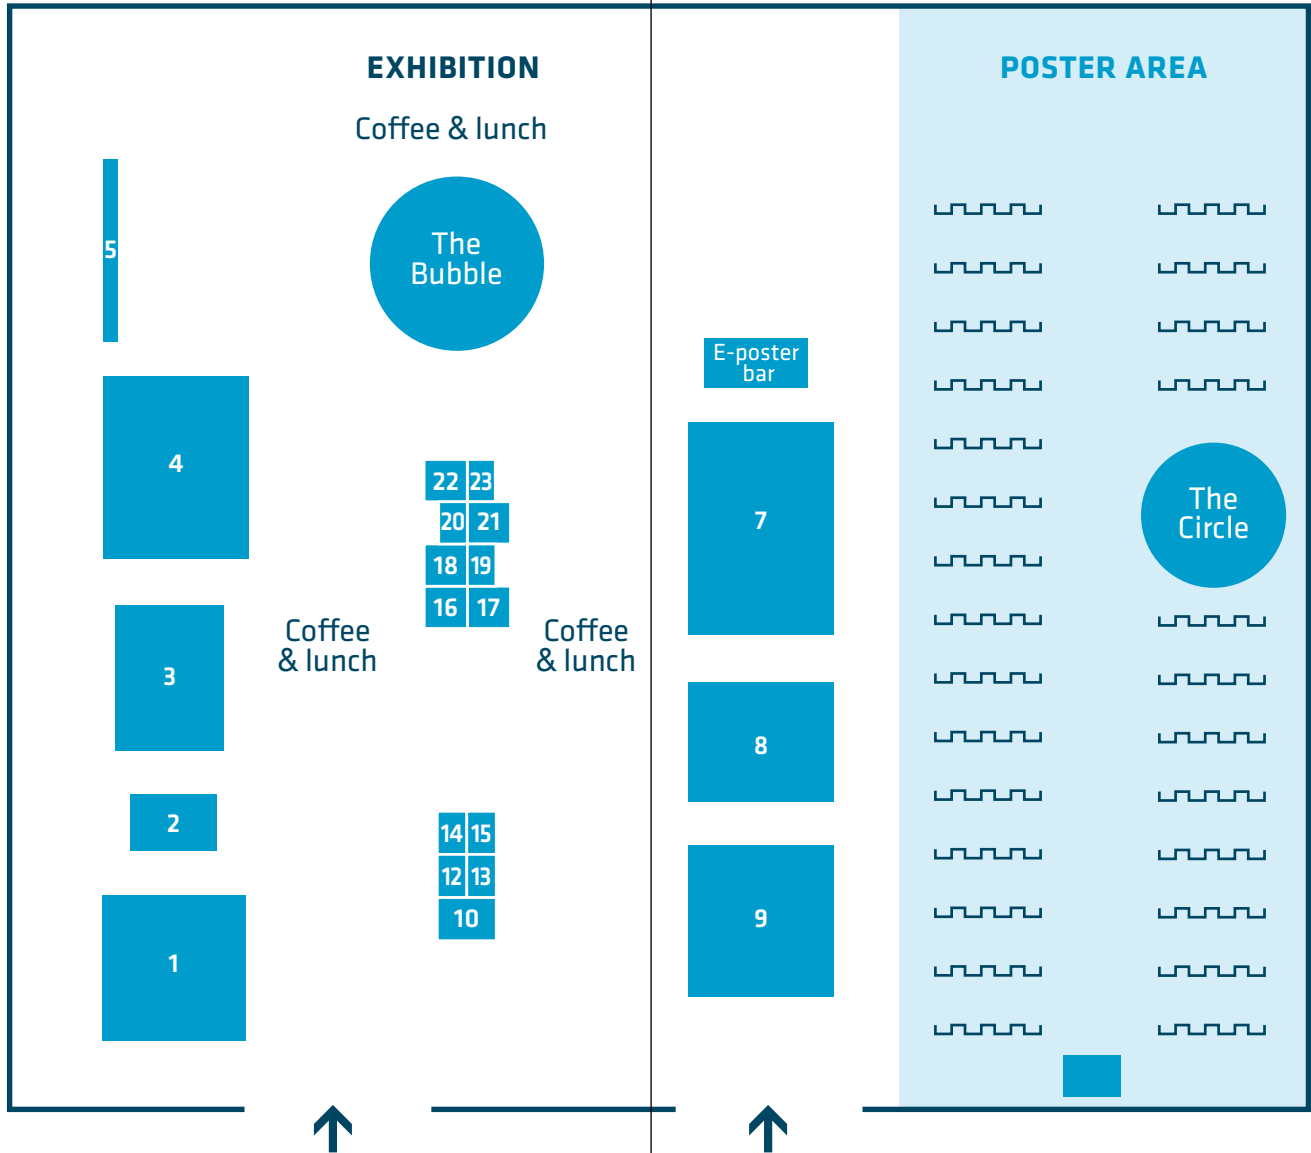 EXHIBITION
POSTER AREA
Coffee & lunch
5
The
Bubble
E-poster
bar
4
22 23
20 21
18 19
16 17
7
The
Circle
Coffee
& lunch
Coffee
& lunch
3
8
2
14 15
12 13
10
9
1